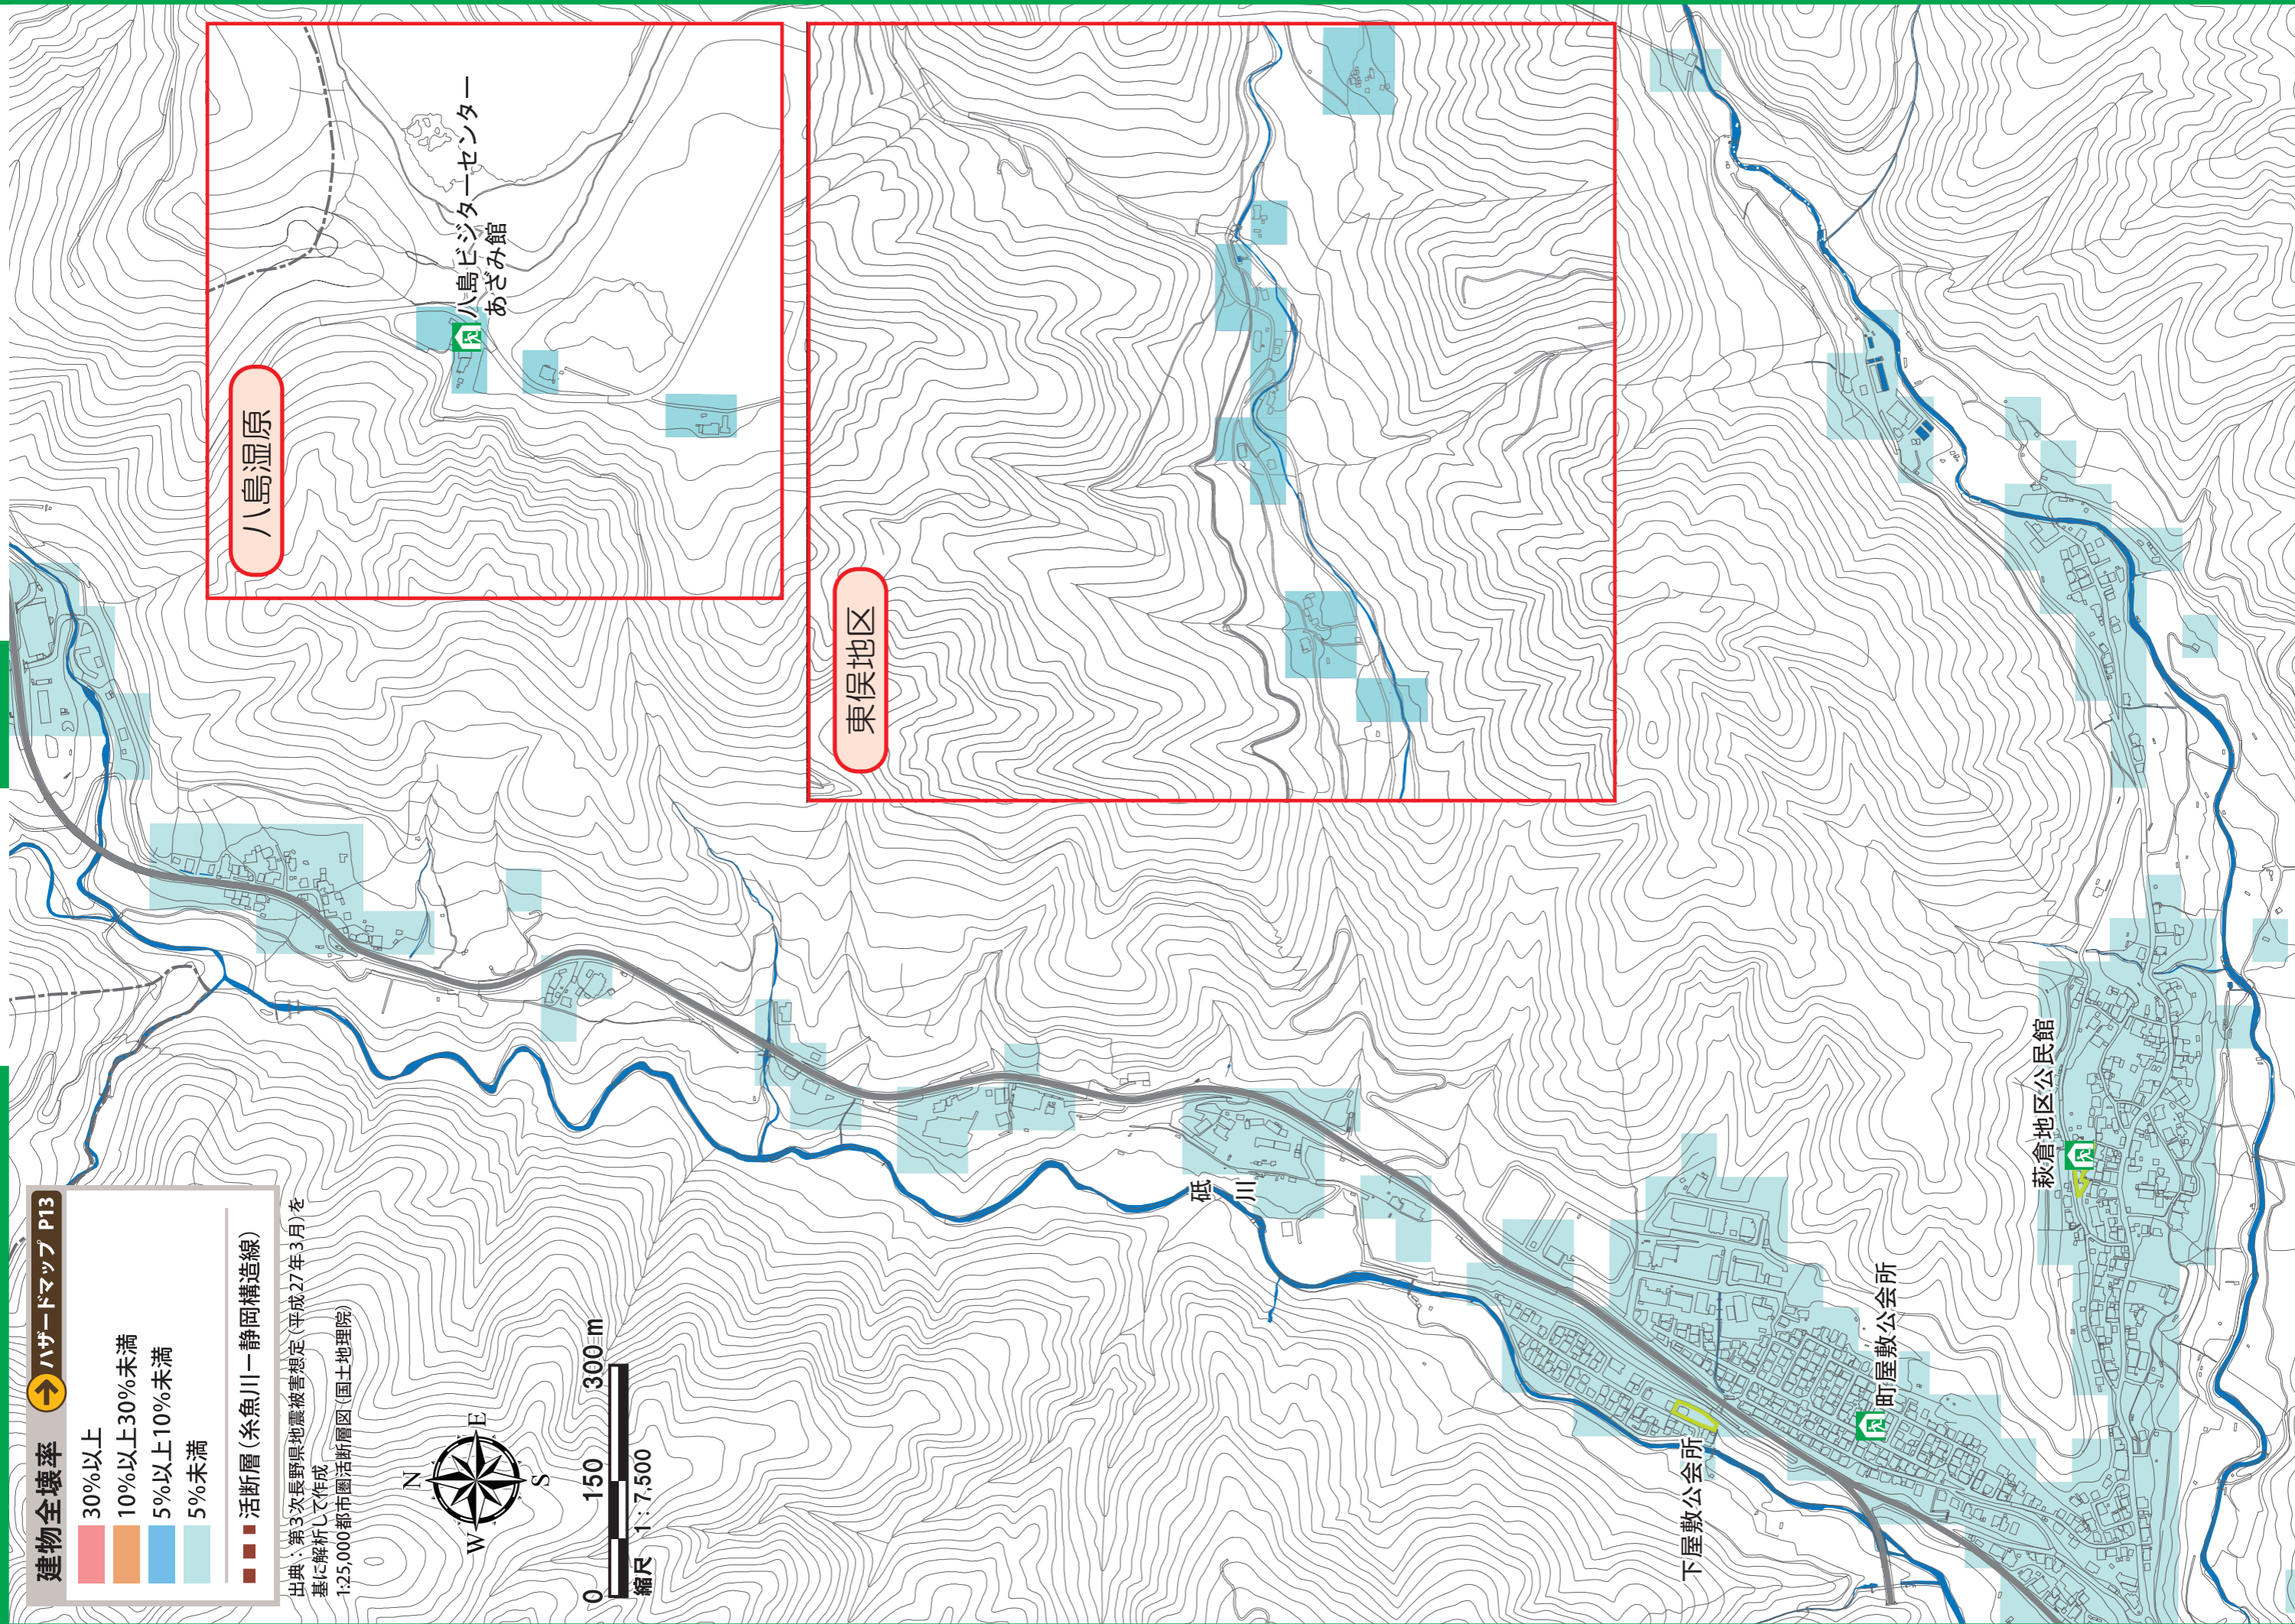 建物全壊率
ハザードマップ P13
30%以上
10%以上30%未満
5%以上10%未満
5%未満
活断層(糸魚川ー静岡構造線)
出典:第3次長野県地震被害想定(平成27年3月)を
基に解析して作成
1:25,000都市圏活断層図(国土地理院)
N
E
S
W
0 150 300m
縮尺 1:7,500
八島湿原
八島ビジターセンター
あざみ館
東俣地区
砥川
下屋敷公会所
町屋敷公会所
萩倉地区公民館